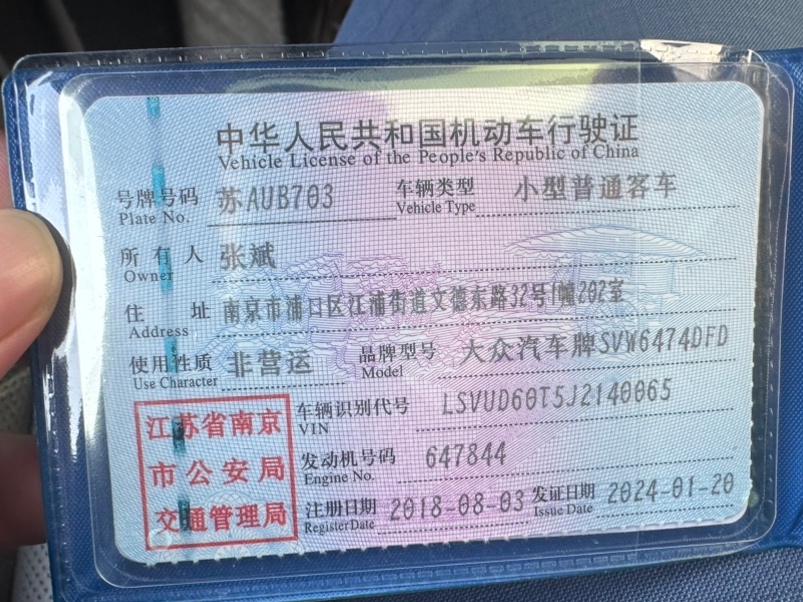 中华人民共和国机动车行驶证
Vehicle License of the People's Republic of China
号牌号码 苏AUB703 车辆类型 小型普通客车
Plate No. Vehicle Type
所有人 张斌
Owner
住址 南京市浦口区江浦街道文德东路32号1幢202室
Address
使用性质 非营运 品牌型号 大众汽车牌SVW6474DFD
Use Character Model
江苏省南京
市公安局
交通管理局
车辆识别代号 LSVUD60T5J2140065
VIN
发动机号码 647844
Engine No.
注册日期 2018-08-03 发证日期 2024-01-20
Register Date Issue Date